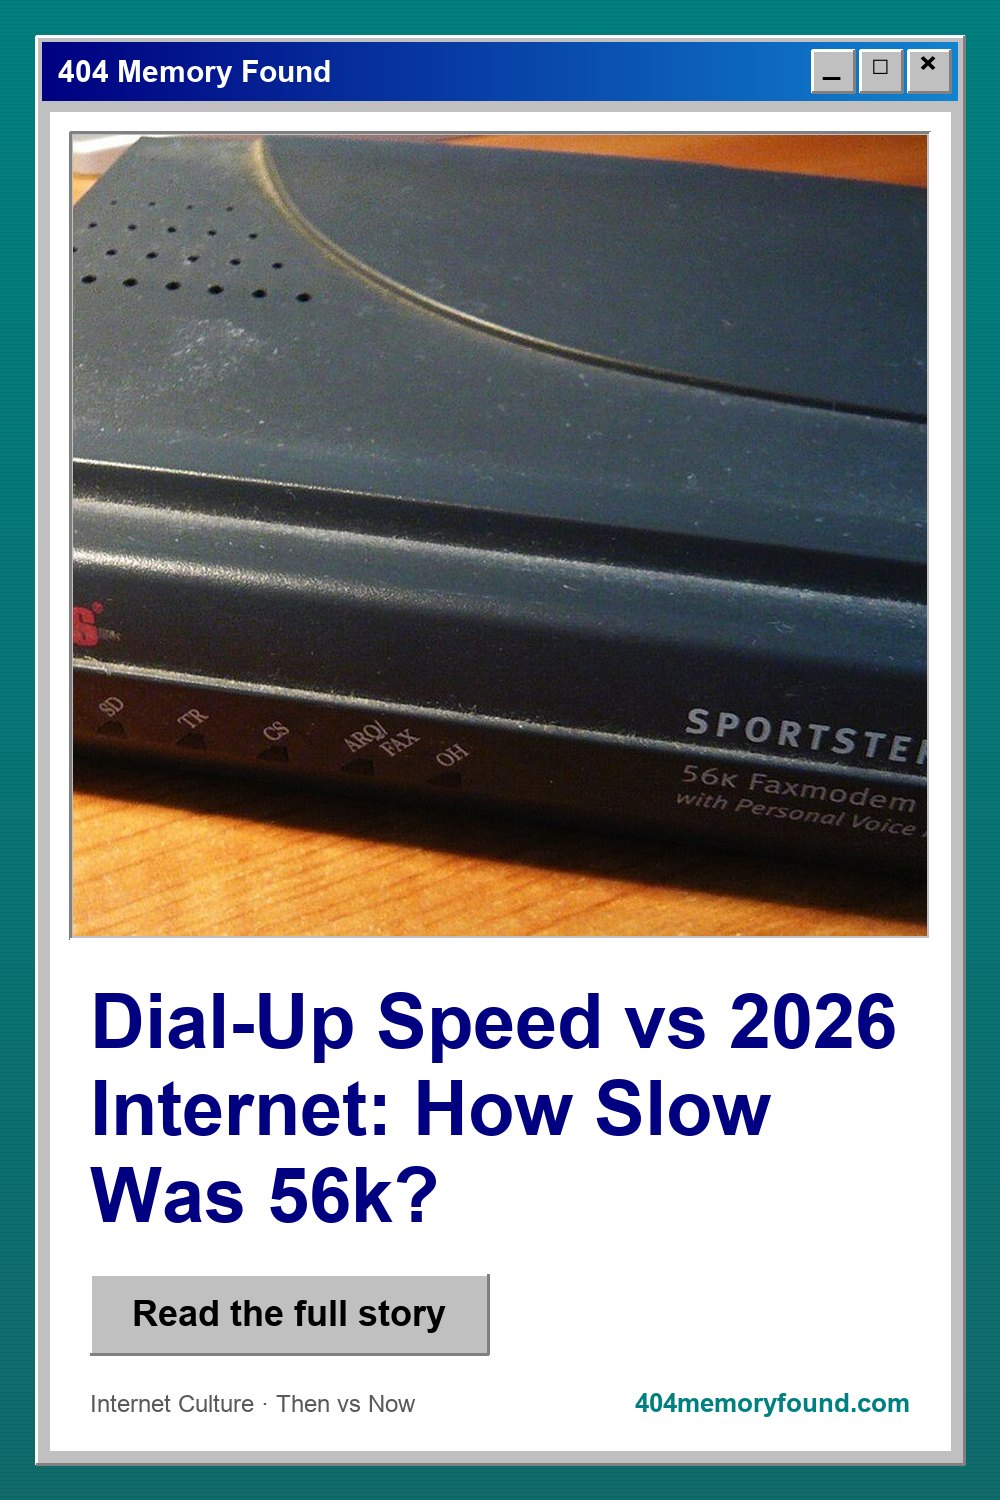 404 Memory Found
SD
TR
CS
ARQ/
FAX
OH
56K Faxmodem
with Personal Voice
Dial-Up Speed vs 2026
Internet: How Slow
Was 56k?
Read the full story
Internet Culture · Then vs Now
404memoryfound.com